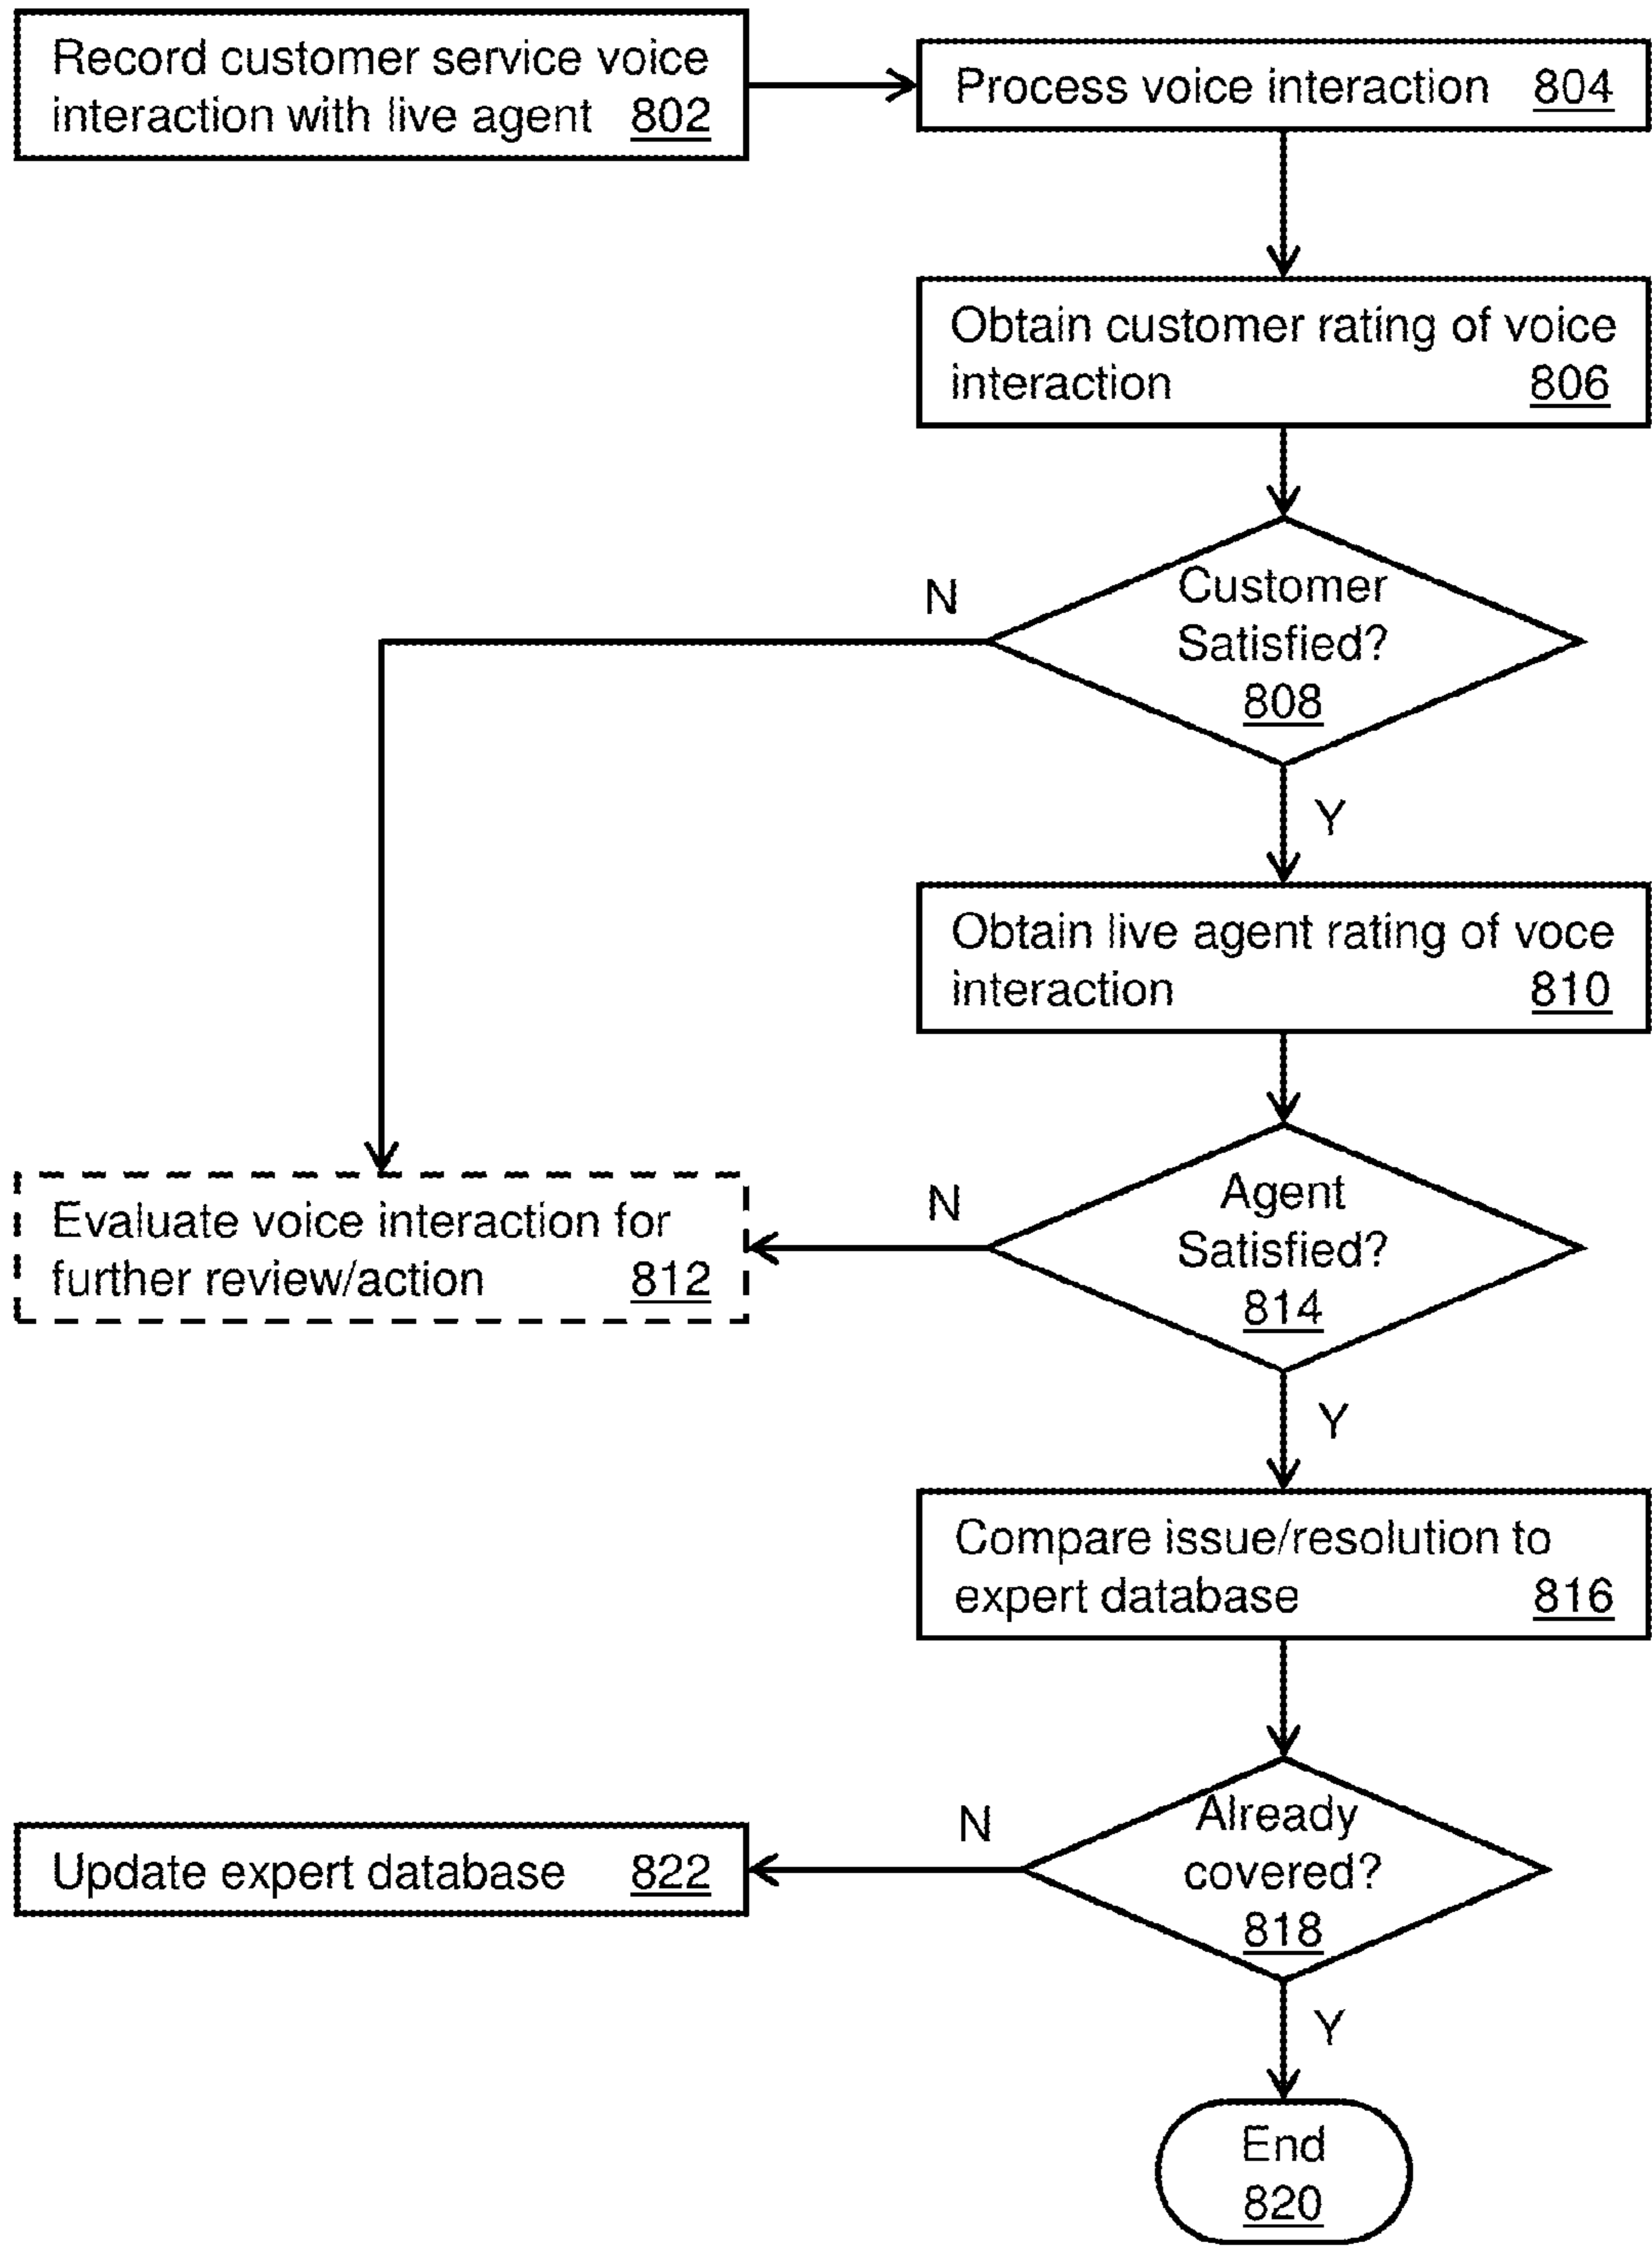 Record customer service voice
interaction with live agent 802
Process voice interaction 804
Obtain customer rating of voice
interaction 806
N
Customer
Satisfied?
808
Y
Obtain live agent rating of voce
interaction 810
Evaluate voice interaction for
further review/action 812
N
Agent
Satisfied?
814
Y
Compare issue/resolution to
expert database 816
Update expert database 822
N
Already
covered?
818
Y
End
820